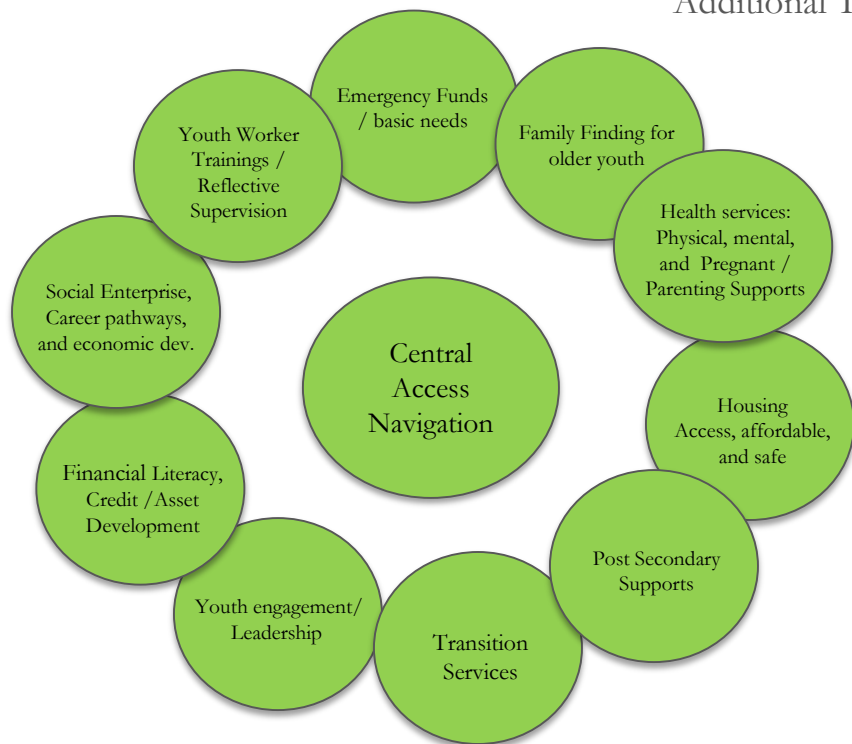 Additional
Emergency Funds
/ basic needs
Family Finding for
older youth
Health services:
Physical, mental,
and Pregnant /
Parenting Supports
Housing
Access, affordable,
and safe
Post Secondary
Supports
Transition
Services
Youth engagement/
Leadership
Financial Literacy,
Credit /Asset
Development
Social Enterprise,
Career pathways,
and economic dev.
Youth Worker
Trainings /
Reflective
Supervision
Central
Access
Navigation